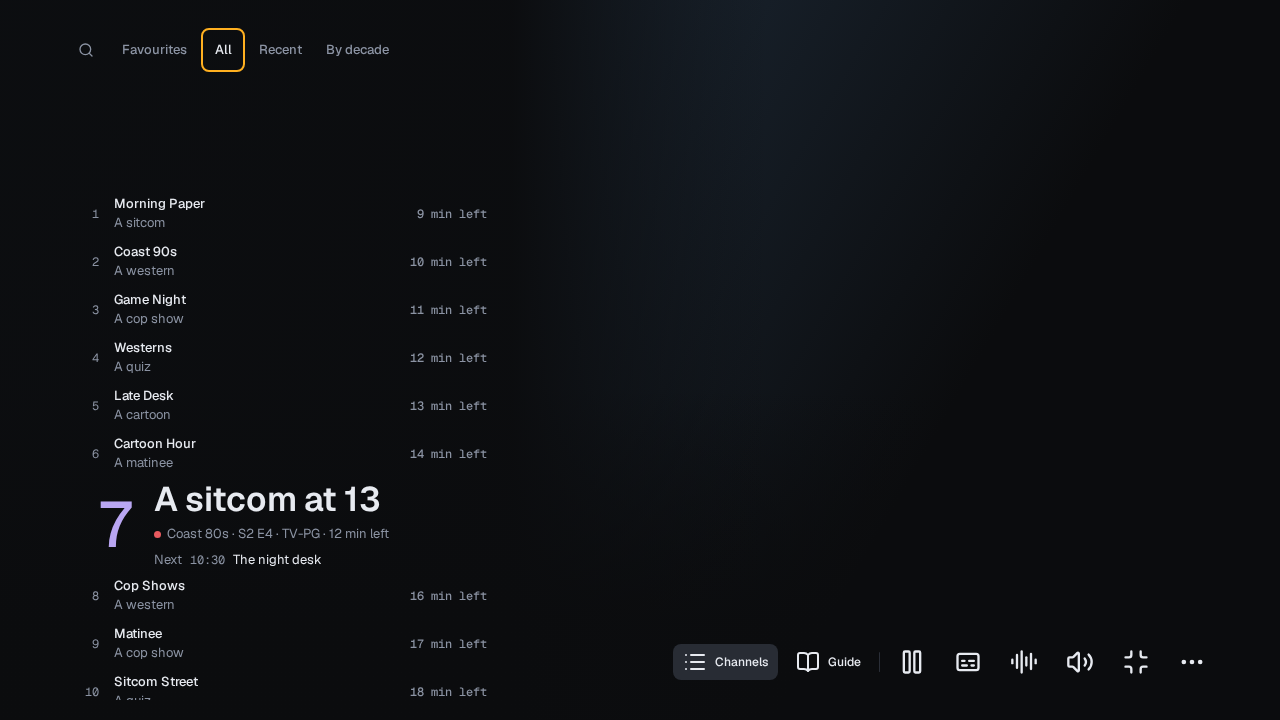 Favourites All Recent By decade
1 Morning Paper 9 min left
A sitcom
2 Coast 90s 10 min left
A western
3 Game Night 11 min left
A cop show
4 Westerns 12 min left
A quiz
5 Late Desk 13 min left
A cartoon
6 Cartoon Hour 14 min left
A matinee
7 A sitcom at 13
Coast 80s · S2 E4 · TV-PG · 12 min left
Next 10:30 The night desk
8 Cop Shows 16 min left
A western
9 Matinee 17 min left
A cop show
10 Sitcom Street 18 min left
A quiz
Channels Guide